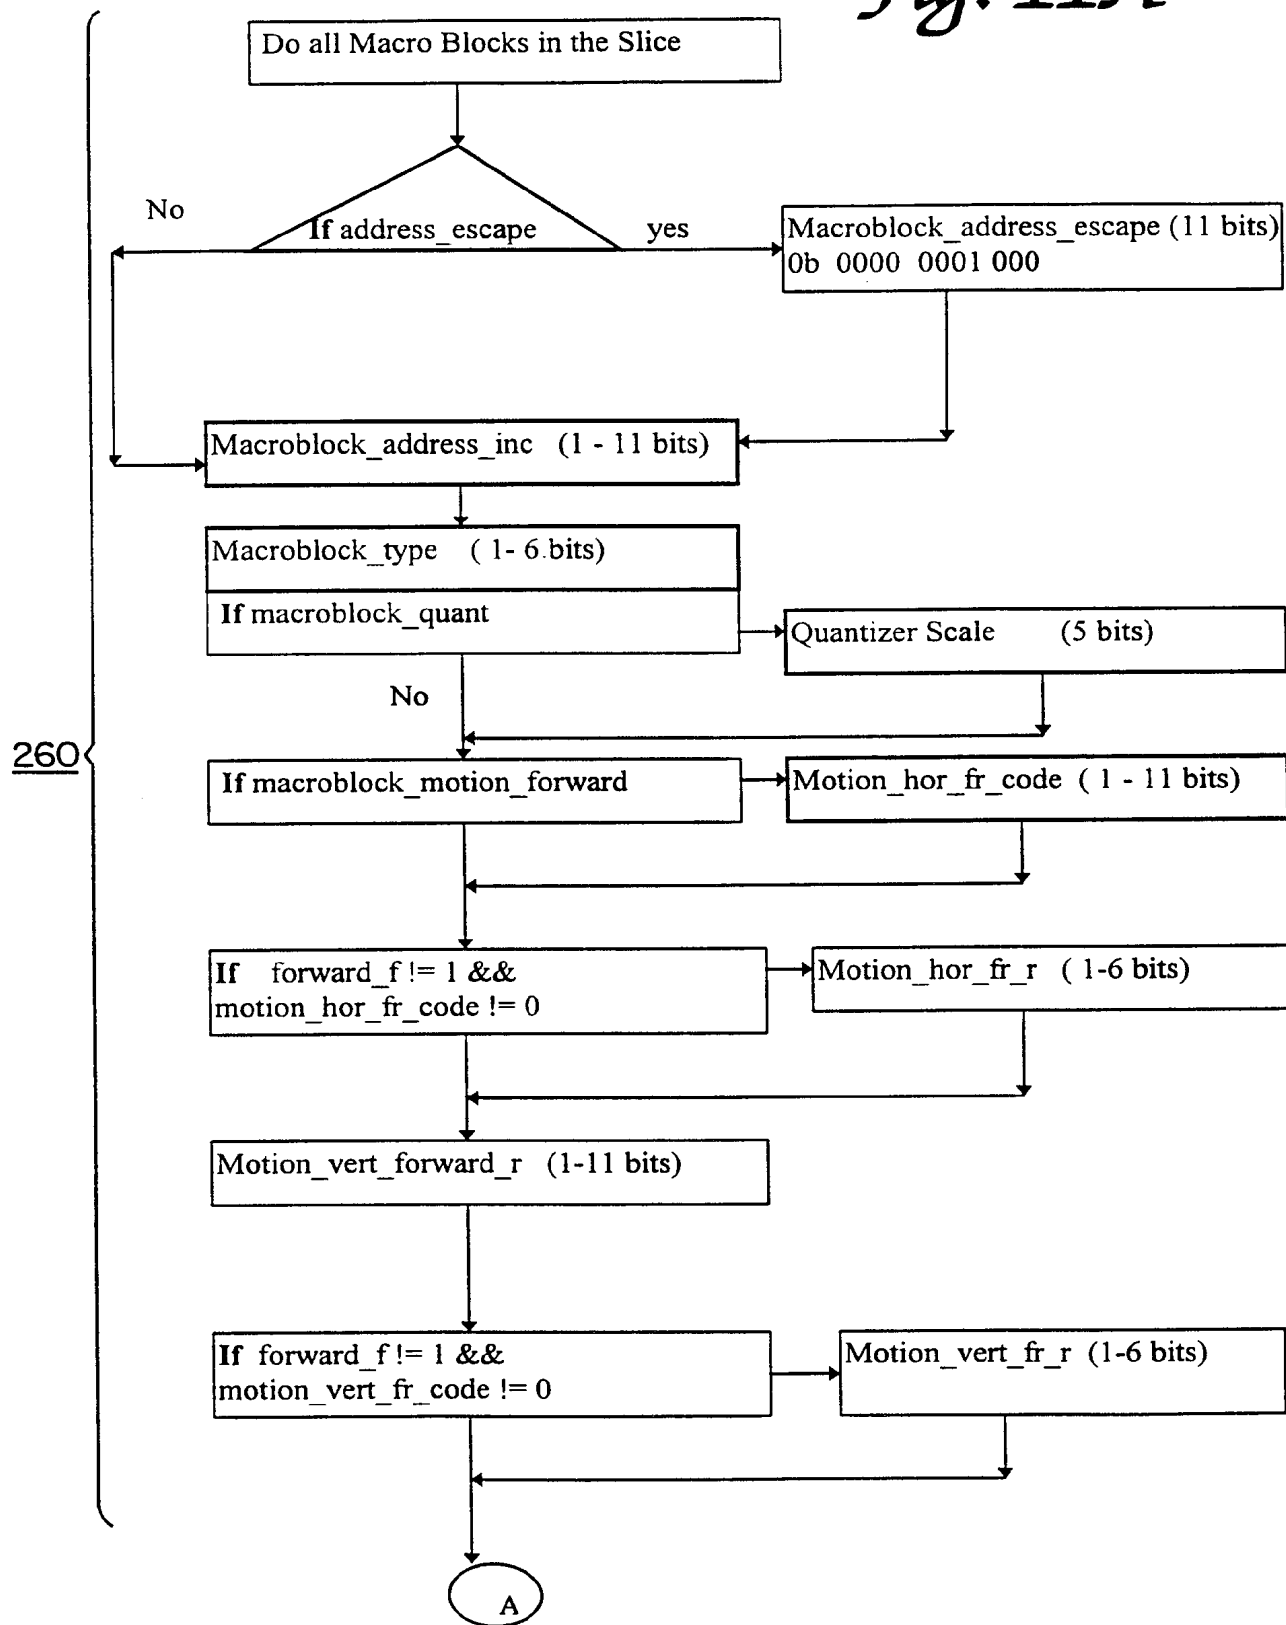 Do all Macro Blocks in the Slice
No
If address_escape
yes
Macroblock_address_escape (11 bits)
0b 0000 0001 000
Macroblock_address_inc (1 - 11 bits)
Macroblock_type ( 1- 6.bits)
If macroblock_quant
Quantizer Scale (5 bits)
No
260
If macroblock_motion_forward
Motion_hor_fr_code ( 1 - 11 bits)
If forward_f != 1 &&
motion_hor_fr_code != 0
Motion_hor_fr_r ( 1-6 bits)
Motion_vert_forward_r (1-11 bits)
If forward_f != 1 &&
motion_vert_fr_code != 0
Motion_vert_fr_r (1-6 bits)
A